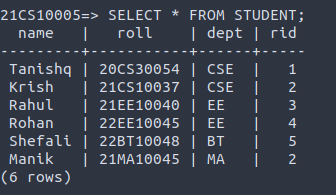 21CS10005=> SELECT * FROM STUDENT;
  name   |   roll    | dept | rid
---------+-----------+------+-----
 Tanishq | 20CS30054 | CSE  |   1
 Krish   | 21CS10037 | CSE  |   2
 Rahul   | 21EE10040 | EE   |   3
 Rohan   | 22EE10045 | EE   |   4
 Shefali | 22BT10048 | BT   |   5
 Manik   | 21MA10045 | MA   |   2
(6 rows)